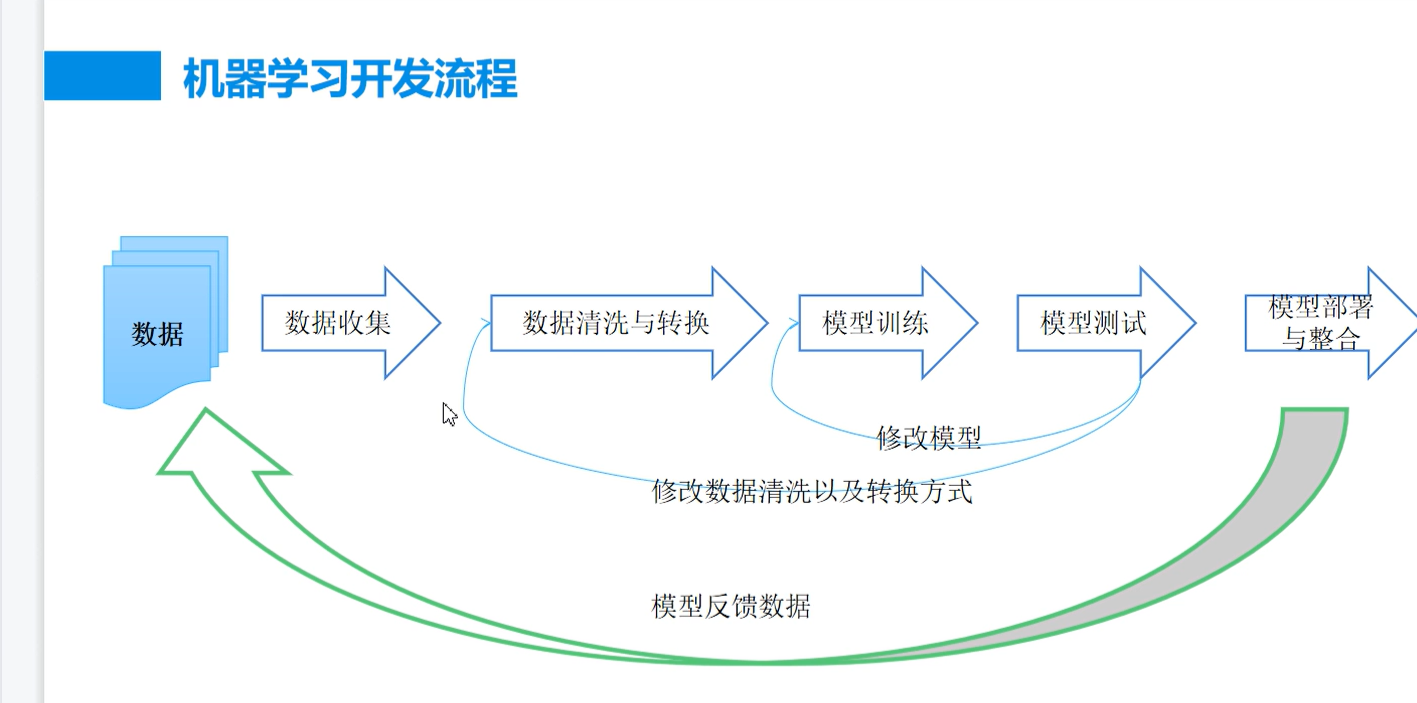 机器学习开发流程
数据
数据收集
数据清洗与转换
模型训练
模型测试
模型部署
与整合
修改模型
修改数据清洗以及转换方式
模型反馈数据